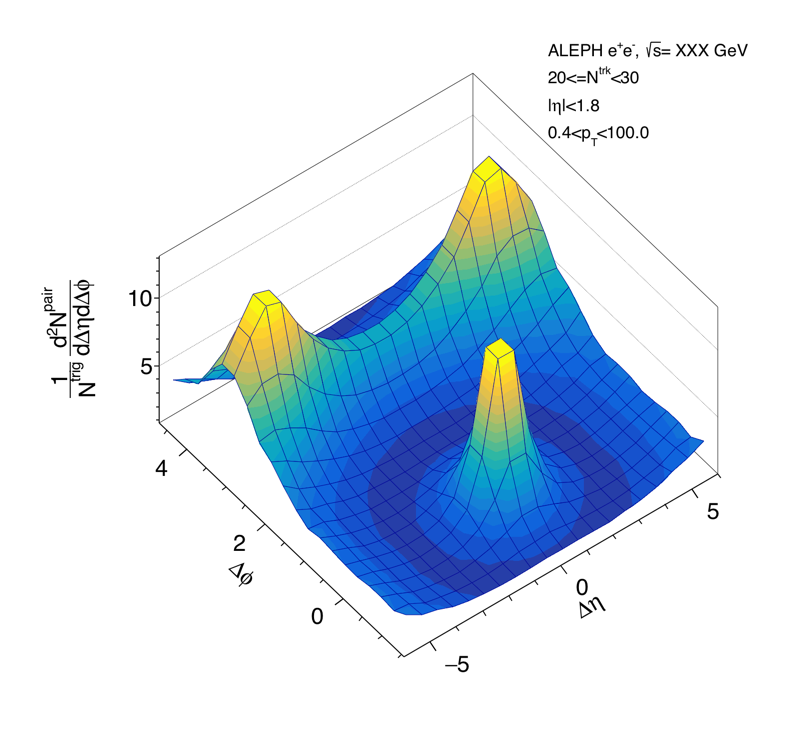 ALEPH e⁺e⁻, √s= XXX GeV
20<=Nᵗʳᵏ<30
|η|<1.8
0.4<p_T<100.0
1/N^trig d²N^pair/dΔηdΔϕ
10
5
4
2
0
Δϕ
−5
0
5
Δη